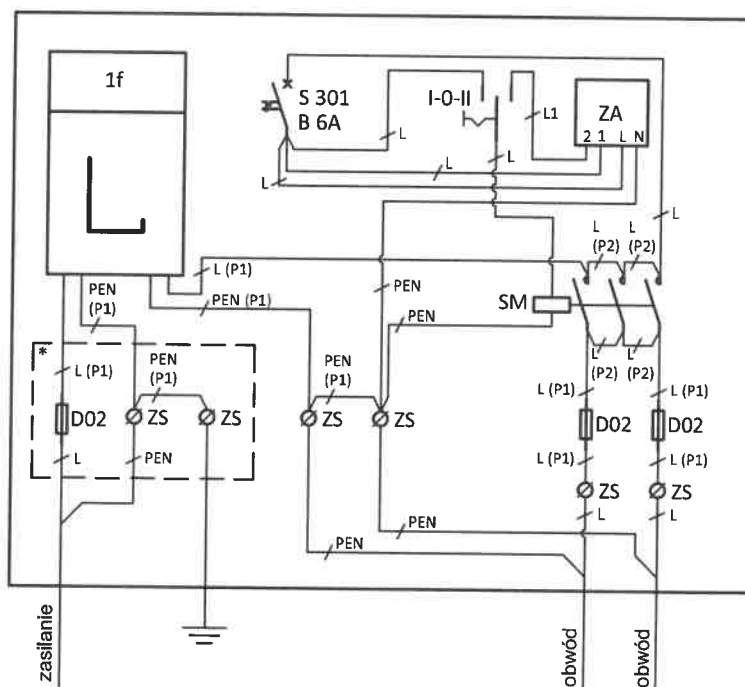 1f
S 301
B 6A
I-0-II
L1
ZA
2 1 L N
L
L
L
L
L
L (P1)
L
(P2)
L
(P2)
PEN
(P1)
PEN (P1)
PEN
SM
PEN
L
(P2)
L
(P2)
*
L (P1)
PEN
(P1)
PEN
(P1)
L (P1)
L (P1)
D02
ZS
ZS
ZS
ZS
D02
D02
L
PEN
L (P1)
L (P1)
ZS
ZS
L
L
PEN
PEN
zasilanie
obwód
obwód